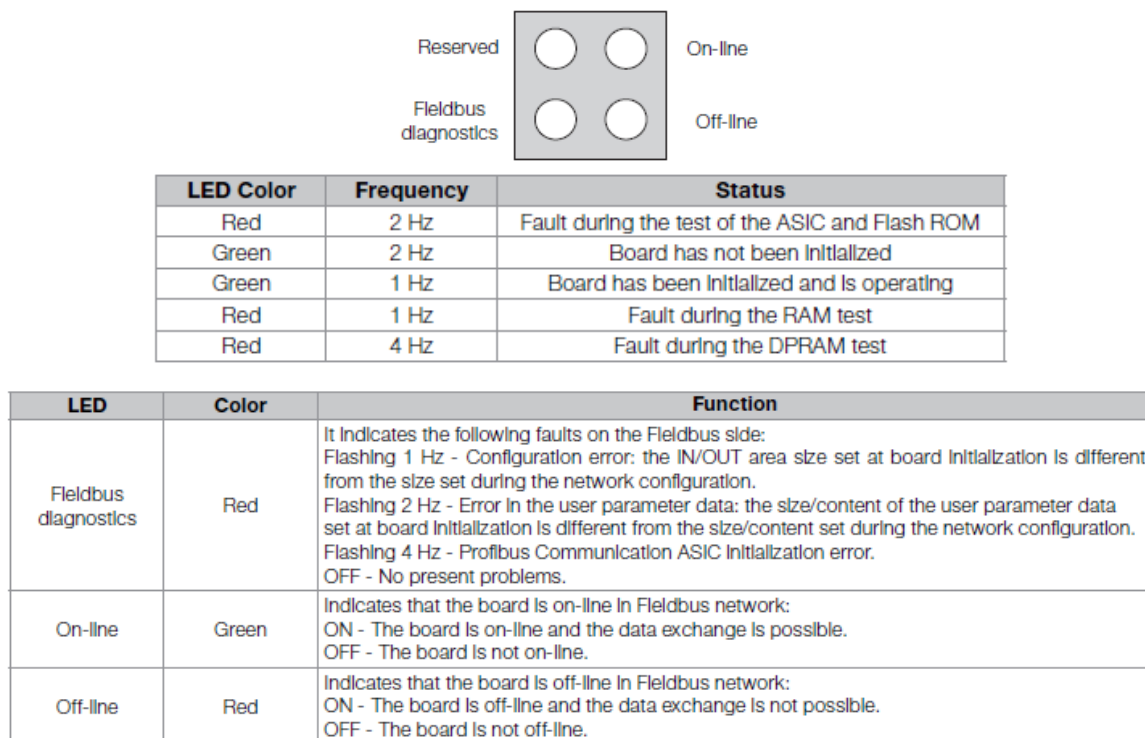 Reserved
On-line
Fieldbus
diagnostics
Off-line
LED Color Frequency Status
Red 2 Hz Fault during the test of the ASIC and Flash ROM
Green 2 Hz Board has not been initialized
Green 1 Hz Board has been initialized and is operating
Red 1 Hz Fault during the RAM test
Red 4 Hz Fault during the DPRAM test
LED Color Function
Fieldbus
diagnostics
Red
It indicates the following faults on the Fieldbus side:
Flashing 1 Hz - Configuration error: the IN/OUT area size set at board initialization is different
from the size set during the network configuration.
Flashing 2 Hz - Error in the user parameter data: the size/content of the user parameter data
set at board initialization is different from the size/content set during the network configuration.
Flashing 4 Hz - Profibus Communication ASIC initialization error.
OFF - No present problems.
On-line
Green
Indicates that the board is on-line in Fieldbus network:
ON - The board is on-line and the data exchange is possible.
OFF - The board is not on-line.
Off-line
Red
Indicates that the board is off-line in Fieldbus network:
ON - The board is off-line and the data exchange is not possible.
OFF - The board is not off-line.